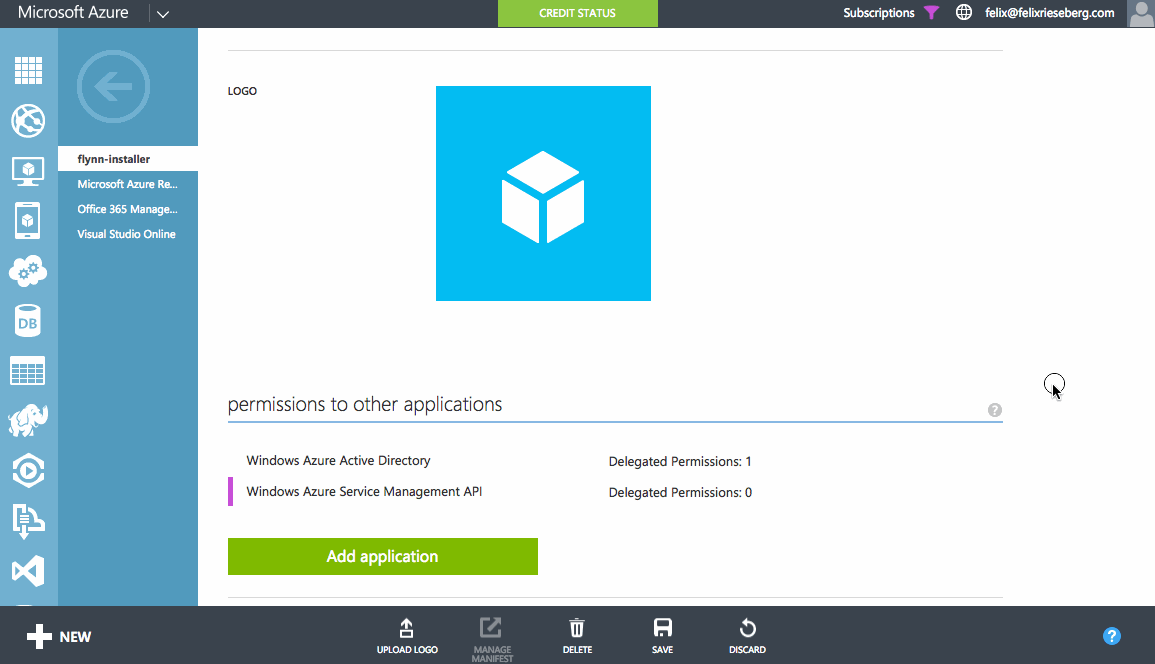 Microsoft Azure
CREDIT STATUS
Subscriptions
felix@felixrieseberg.com
flynn-installer
Microsoft Azure Re...
Office 365 Manage...
Visual Studio Online
DB
LOGO
permissions to other applications
?
Windows Azure Active Directory
Delegated Permissions: 1
Windows Azure Service Management API
Delegated Permissions: 0
Add application
NEW
UPLOAD LOGO
MANAGE
MANIFEST
DELETE
SAVE
DISCARD
?